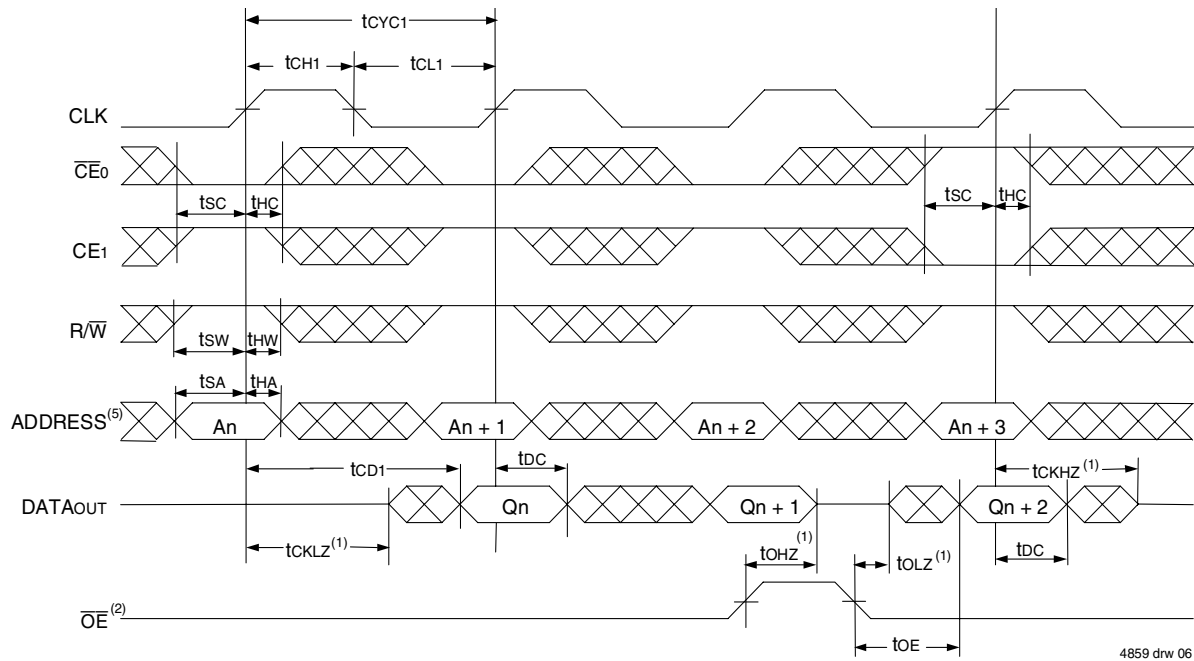 tCYC1
tCH1 tCL1
CLK
CE0
tSC tHC tSC tHC
CE1
R/W
tSW tHW
tSA tHA
ADDRESS(5) An An + 1 An + 2 An + 3
tCD1 tDC tCKHZ(1)
DATAOUT Qn Qn + 1 Qn + 2
tCKLZ(1) tOHZ(1) tOLZ(1) tDC
OE(2)
tOE
4859 drw 06